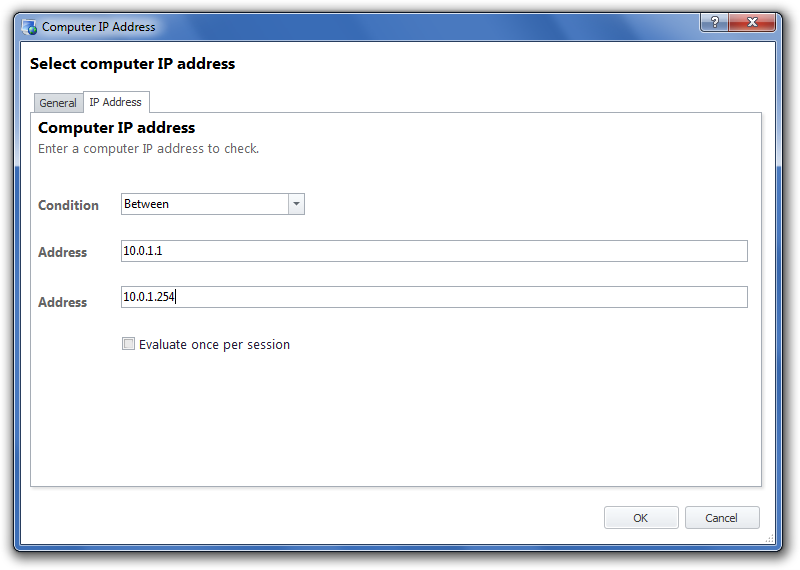 Computer IP Address
?
Select computer IP address
General IP Address
Computer IP address
Enter a computer IP address to check.
Condition Between
Address 10.0.1.1
Address 10.0.1.254
Evaluate once per session
OK Cancel